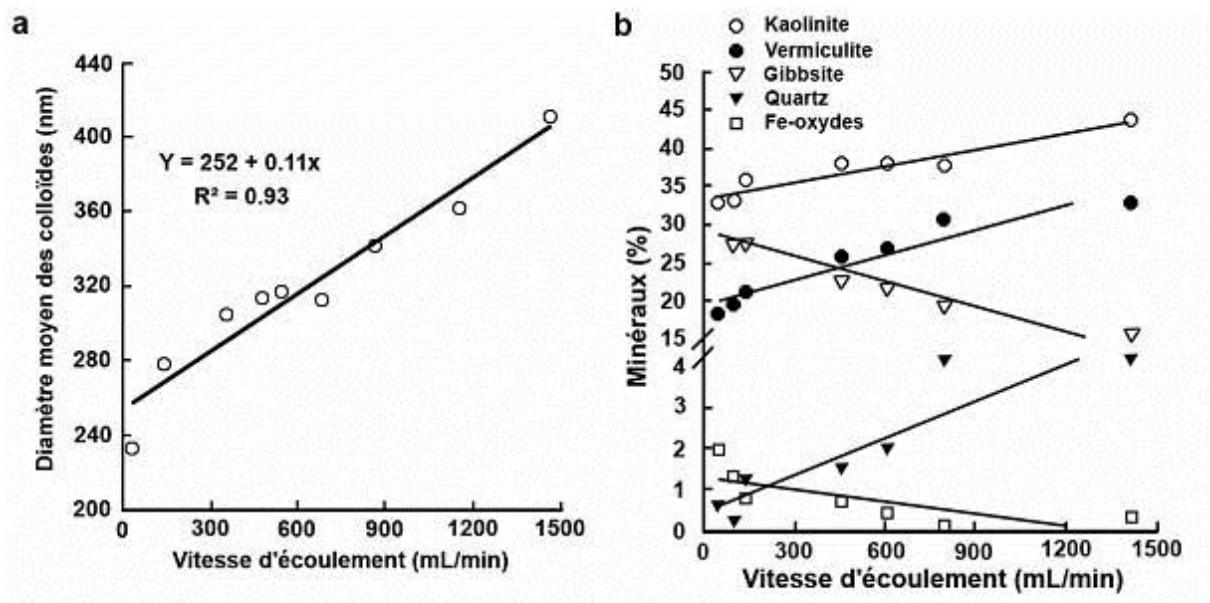 a
440
400
360
320
280
240
200
Diamètre moyen des colloïdes (nm)
Y = 252 + 0.11x
R² = 0.93
0 300 600 900 1200 1500
Vitesse d'écoulement (mL/min)
b
Kaolinite
Vermiculite
Gibbsite
Quartz
Fe-oxydes
50
45
40
35
30
25
20
15
4
3
2
1
0
Minéraux (%)
0 300 600 900 1200 1500
Vitesse d'écoulement (mL/min)